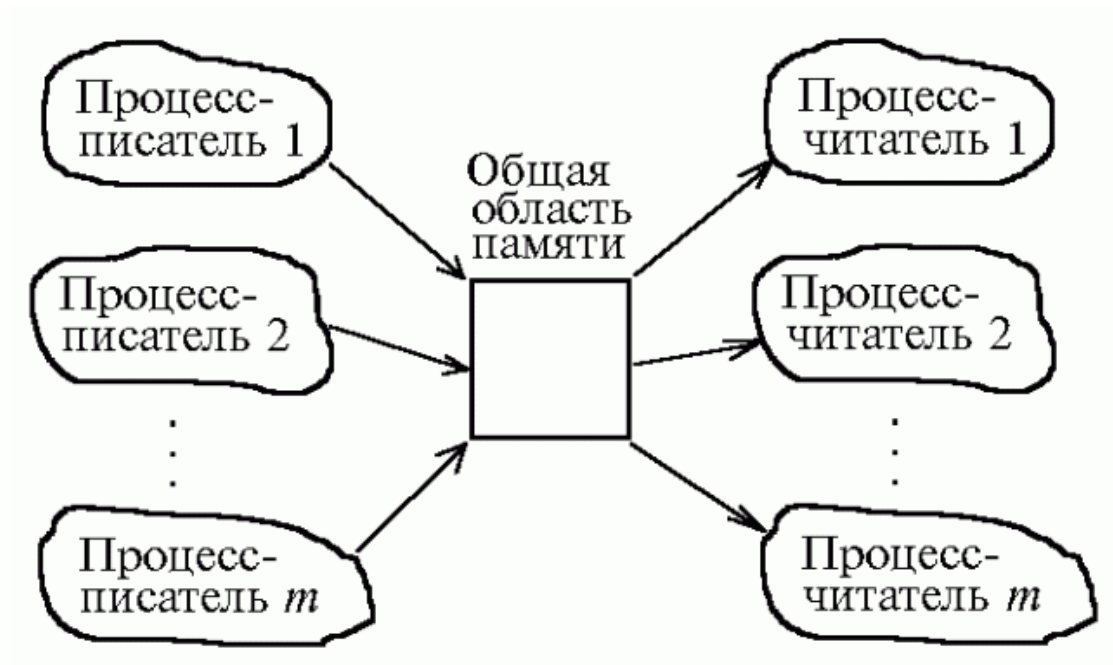 Процесс-
писатель 1
Процесс-
читатель 1
Общая
область
памяти
Процесс-
писатель 2
Процесс-
читатель 2
Процесс-
писатель m
Процесс-
читатель m